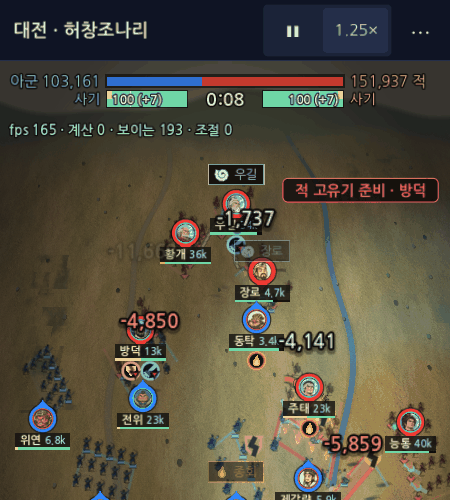 대전 · 허창조나리
1.25×
아군 103,161
151,937 적
사기
100 (+7)
0:08
100 (+7)
사기
fps 165 · 계산 0 · 보이는 193 · 조절 0
우길
적 고유기 준비 · 방덕
-1,737
황개 36k
장로
장로 4.7k
-4,850
동탁 3.4k
-4,141
방덕 13k
전위 23k
주태 23k
위연 6.8k
-5,859
능통 40k